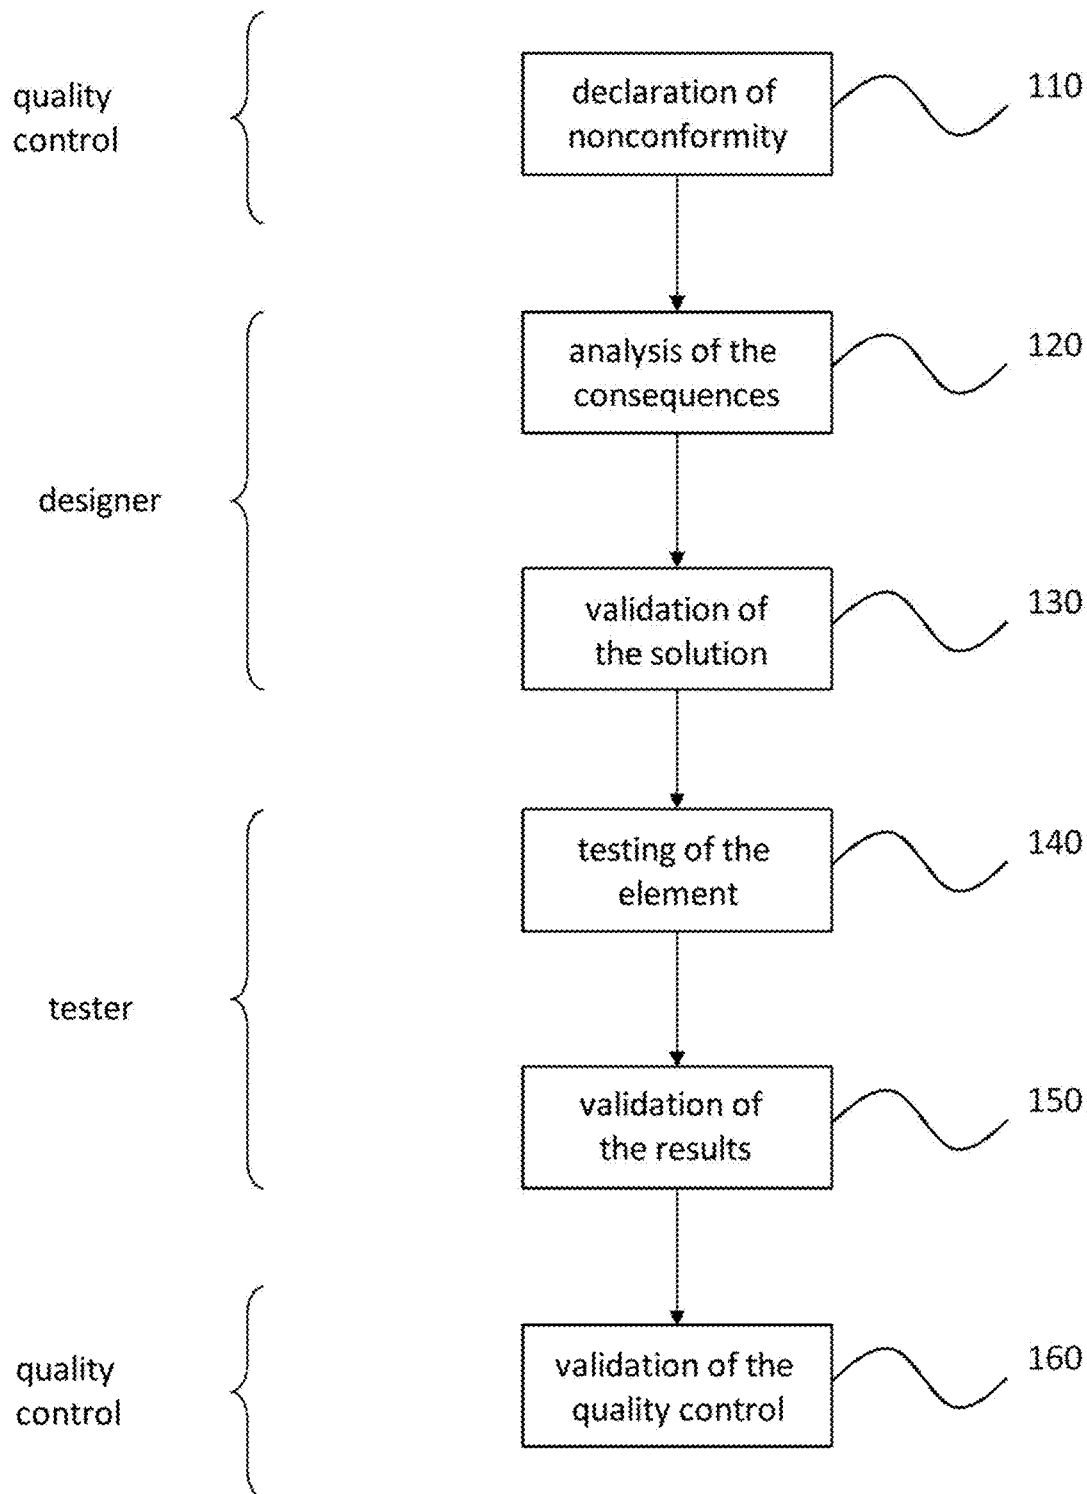 quality
control
declaration of
nonconformity
110
analysis of the
consequences
120
designer
validation of
the solution
130
testing of the
element
140
tester
validation of
the results
150
quality
control
validation of the
quality control
160